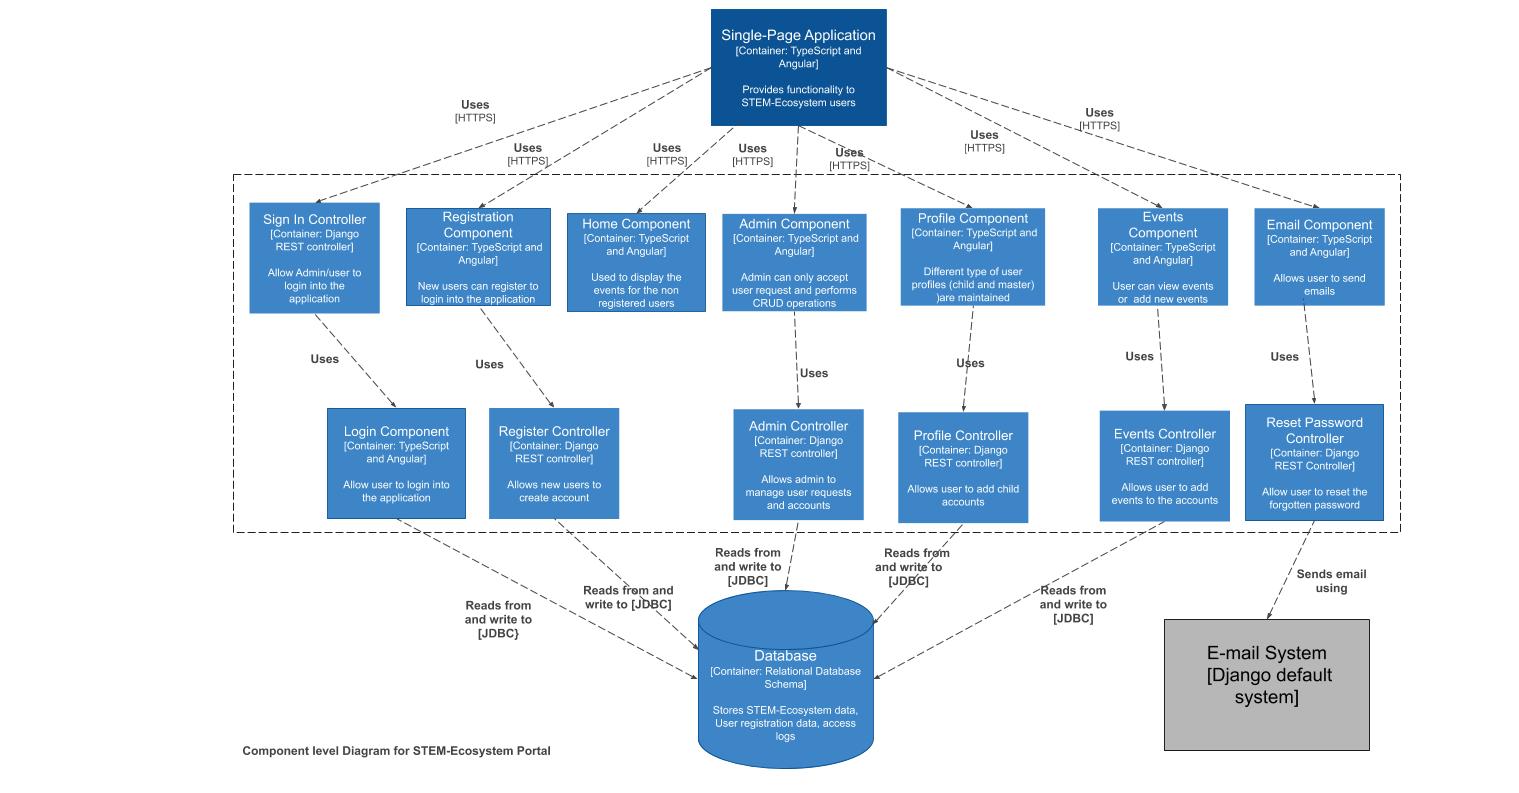 Single-Page Application
[Container: TypeScript and
Angular]
Provides functionality to
STEM-Ecosystem users
Uses
[HTTPS]
Uses
[HTTPS]
Uses
[HTTPS]
Uses
[HTTPS]
Uses
[HTTPS]
Uses
[HTTPS]
Uses
[HTTPS]
Sign In Controller
[Container: Django
REST controller]
Allow Admin/user to
login into the
application
Registration
Component
[Container: TypeScript and
Angular]
New users can register to
login into the application
Home Component
[Container: TypeScript
and Angular]
Used to display the
events for the non
registered users
Admin Component
[Container: TypeScript and
Angular]
Admin can only accept
user request and performs
CRUD operations
Profile Component
[Container: TypeScript and
Angular]
Different type of user
profiles (child and master)
)are maintained
Events
Component
[Container: TypeScript
and Angular]
User can view events
or  add new events
Email Component
[Container: TypeScript
and Angular]
Allows user to send
emails
Uses
Uses
Uses
Uses
Uses
Uses
Login Component
[Container: TypeScript
and Angular]
Allow user to login into
the application
Register Controller
[Container: Django
REST controller]
Allows new users to
create account
Admin Controller
[Container: Django
REST controller]
Allows admin to
manage user requests
and accounts
Profile Controller
[Container: Django
REST controller]
Allows user to add child
accounts
Events Controller
[Container: Django
REST controller]
Allows user to add
events to the accounts
Reset Password
Controller
[Container: Django
REST Controller]
Allow user to reset the
forgotten password
Reads from
and write to
[JDBC}
Reads from and
write to [JDBC]
Reads from
and write to
[JDBC]
Reads from
and write to
[JDBC]
Reads from
and write to
[JDBC]
Sends email
using
Database
[Container: Relational Database
Schema]
Stores STEM-Ecosystem data,
User registration data, access
logs
E-mail System
[Django default
system]
Component level Diagram for STEM-Ecosystem Portal